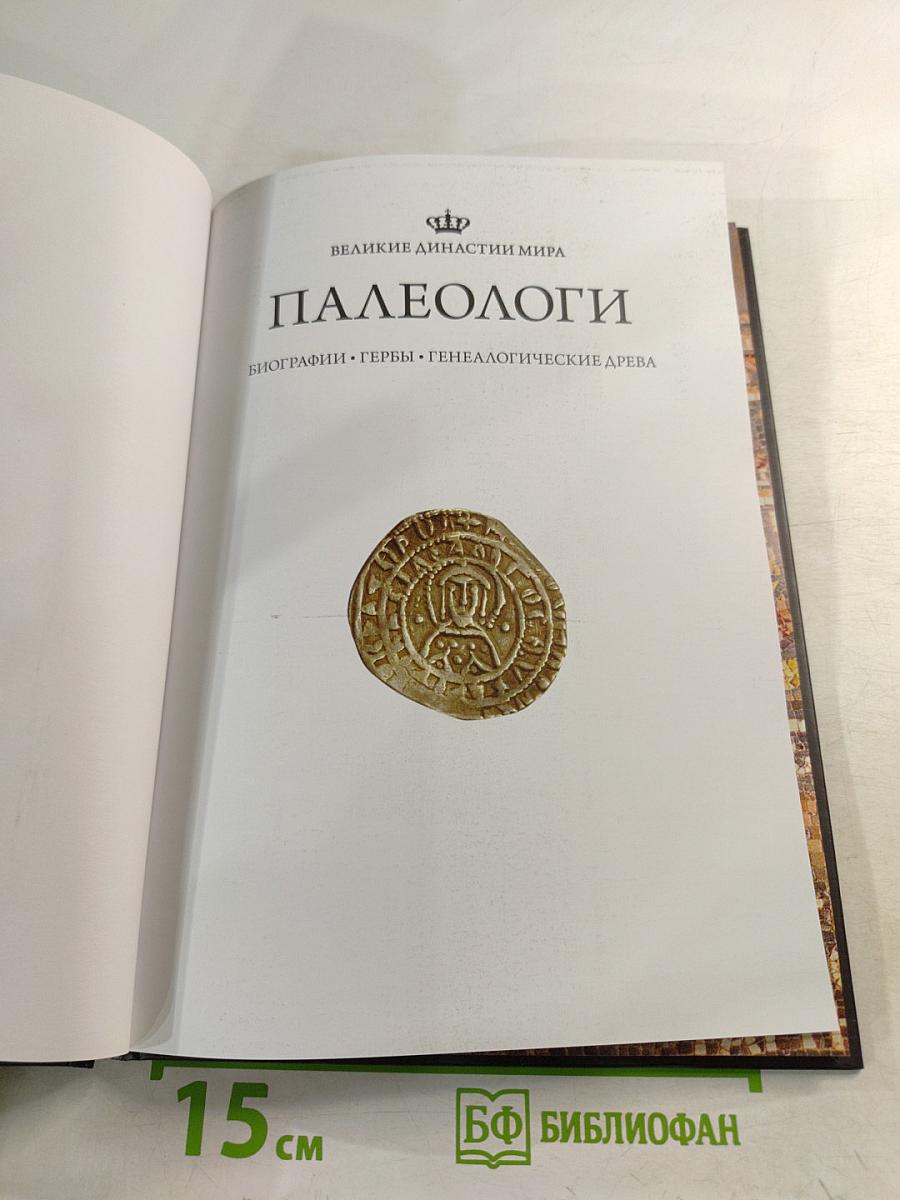 ВЕЛИКИЕ ДИНАСТИИ МИРА
ПАЛЕОЛОГИ
БИОГРАФИИ • ГЕРБЫ • ГЕНЕАЛОГИЧЕСКИЕ ДРЕВА
15 см
БФ БИБЛИОФАН